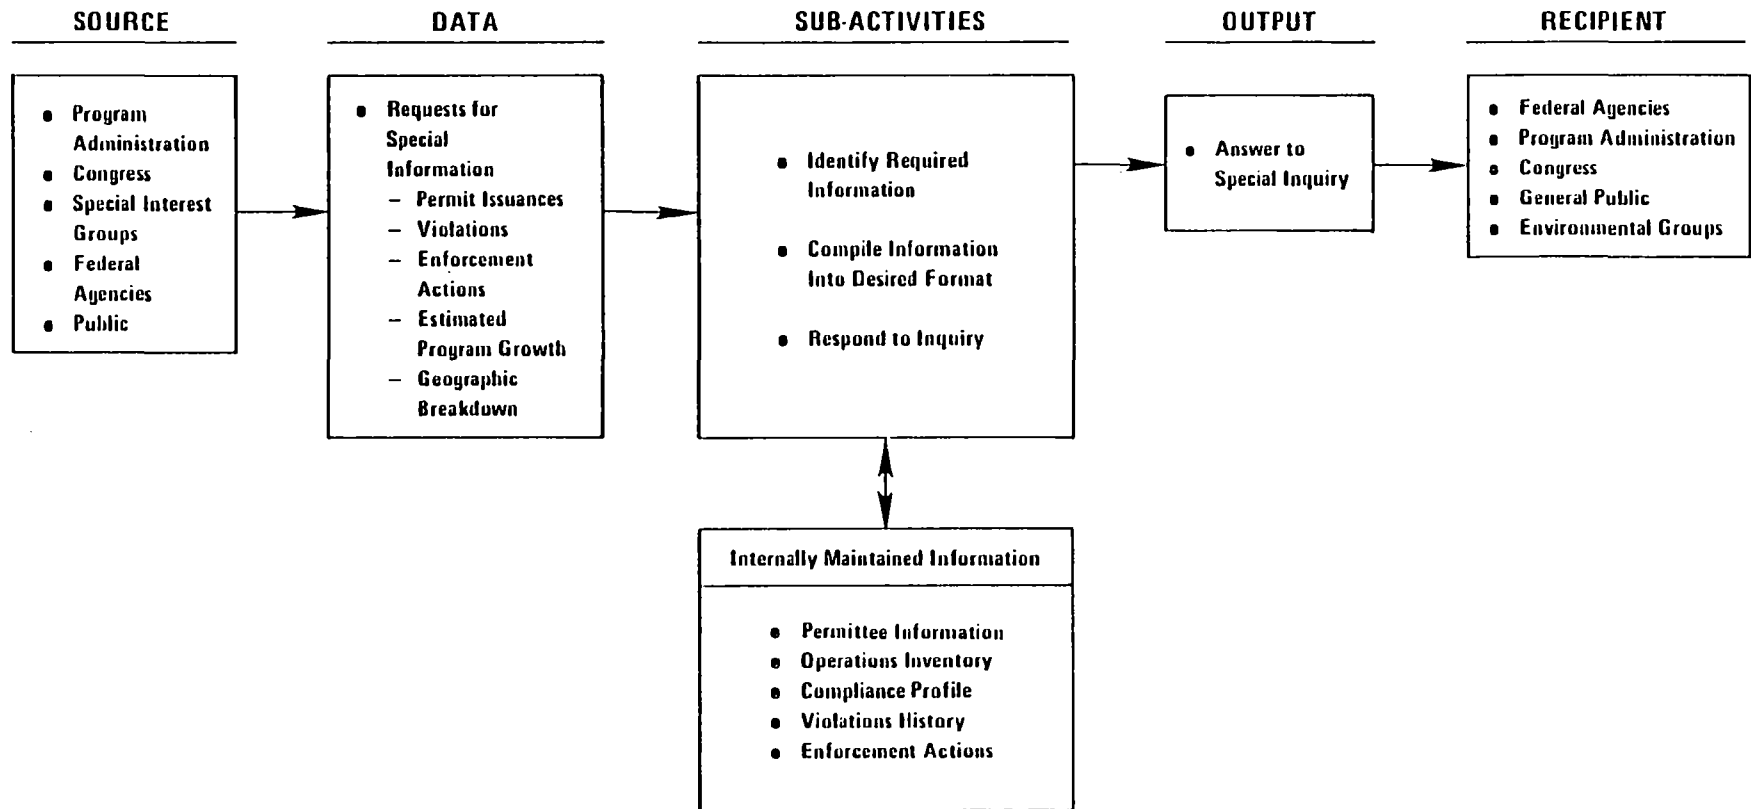 SOURCE
DATA
SUB-ACTIVITIES
OUTPUT
RECIPIENT
• Program
Administration
• Congress
• Special Interest
Groups
• Federal
Agencies
• Public
• Requests for
Special
Information
– Permit Issuances
– Violations
– Enforcement
Actions
– Estimated
Program Growth
– Geographic
Breakdown
• Identify Required
Information
• Compile Information
Into Desired Format
• Respond to Inquiry
• Answer to
Special Inquiry
• Federal Agencies
• Program Administration
• Congress
• General Public
• Environmental Groups
Internally Maintained Information
• Permittee Information
• Operations Inventory
• Compliance Profile
• Violations History
• Enforcement Actions